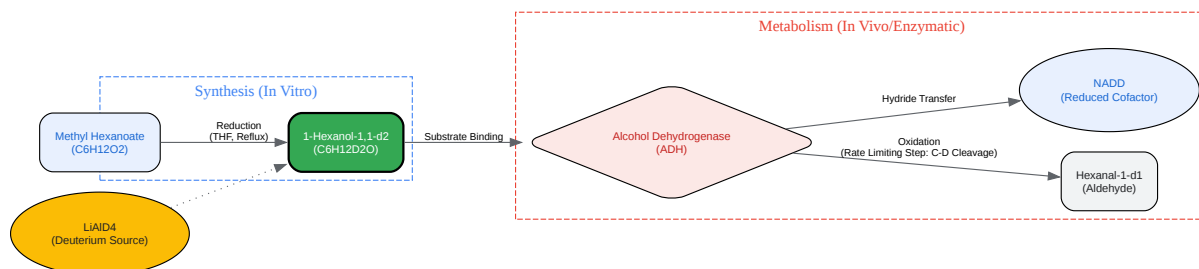 Metabolism (In Vivo/Enzymatic)
Synthesis (In Vitro)
Methyl Hexanoate
(C6H12O2)
Reduction
(THF, Reflux)
1-Hexanol-1,1-d2
(C6H12D2O)
Substrate Binding
Alcohol Dehydrogenase
(ADH)
Hydride Transfer
NADD
(Reduced Cofactor)
Oxidation
(Rate Limiting Step: C-D Cleavage)
Hexanal-1-d1
(Aldehyde)
LiAlD4
(Deuterium Source)